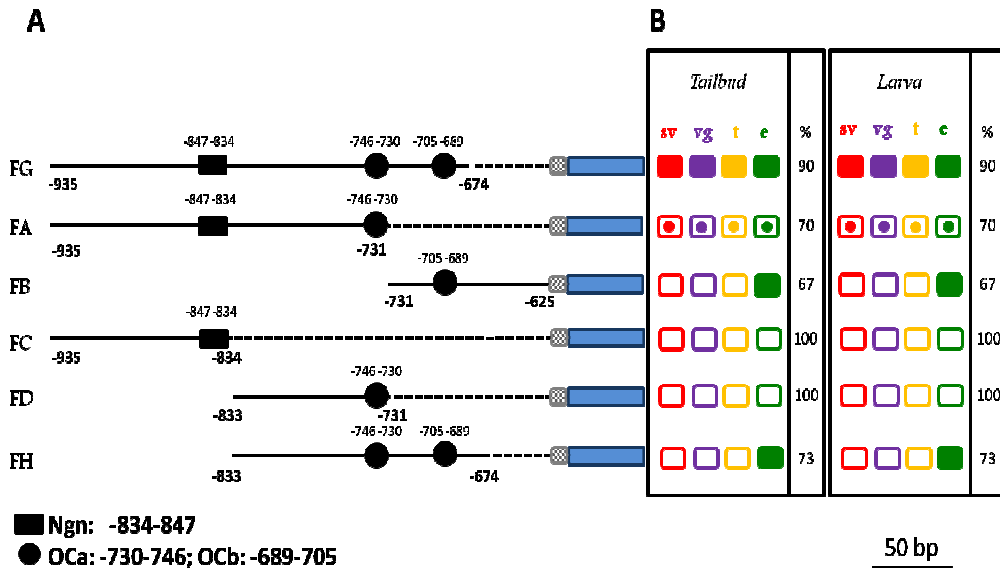 A B
Tailbud Larva
sv vg t e % sv vg t e %
-847-834 -746-730 -705-689
FG 90 90
-935 -674
-847-834 -746-730
FA 70 70
-935 -731
-705-689
FB 67 67
-731 -625
-847-834
FC 100 100
-935 -834
-746-730
FD 100 100
-833 -731
-746-730 -705-689
FH 73 73
-833 -674
Ngn: -834-847
OCa: -730-746; OCb: -689-705
50 bp